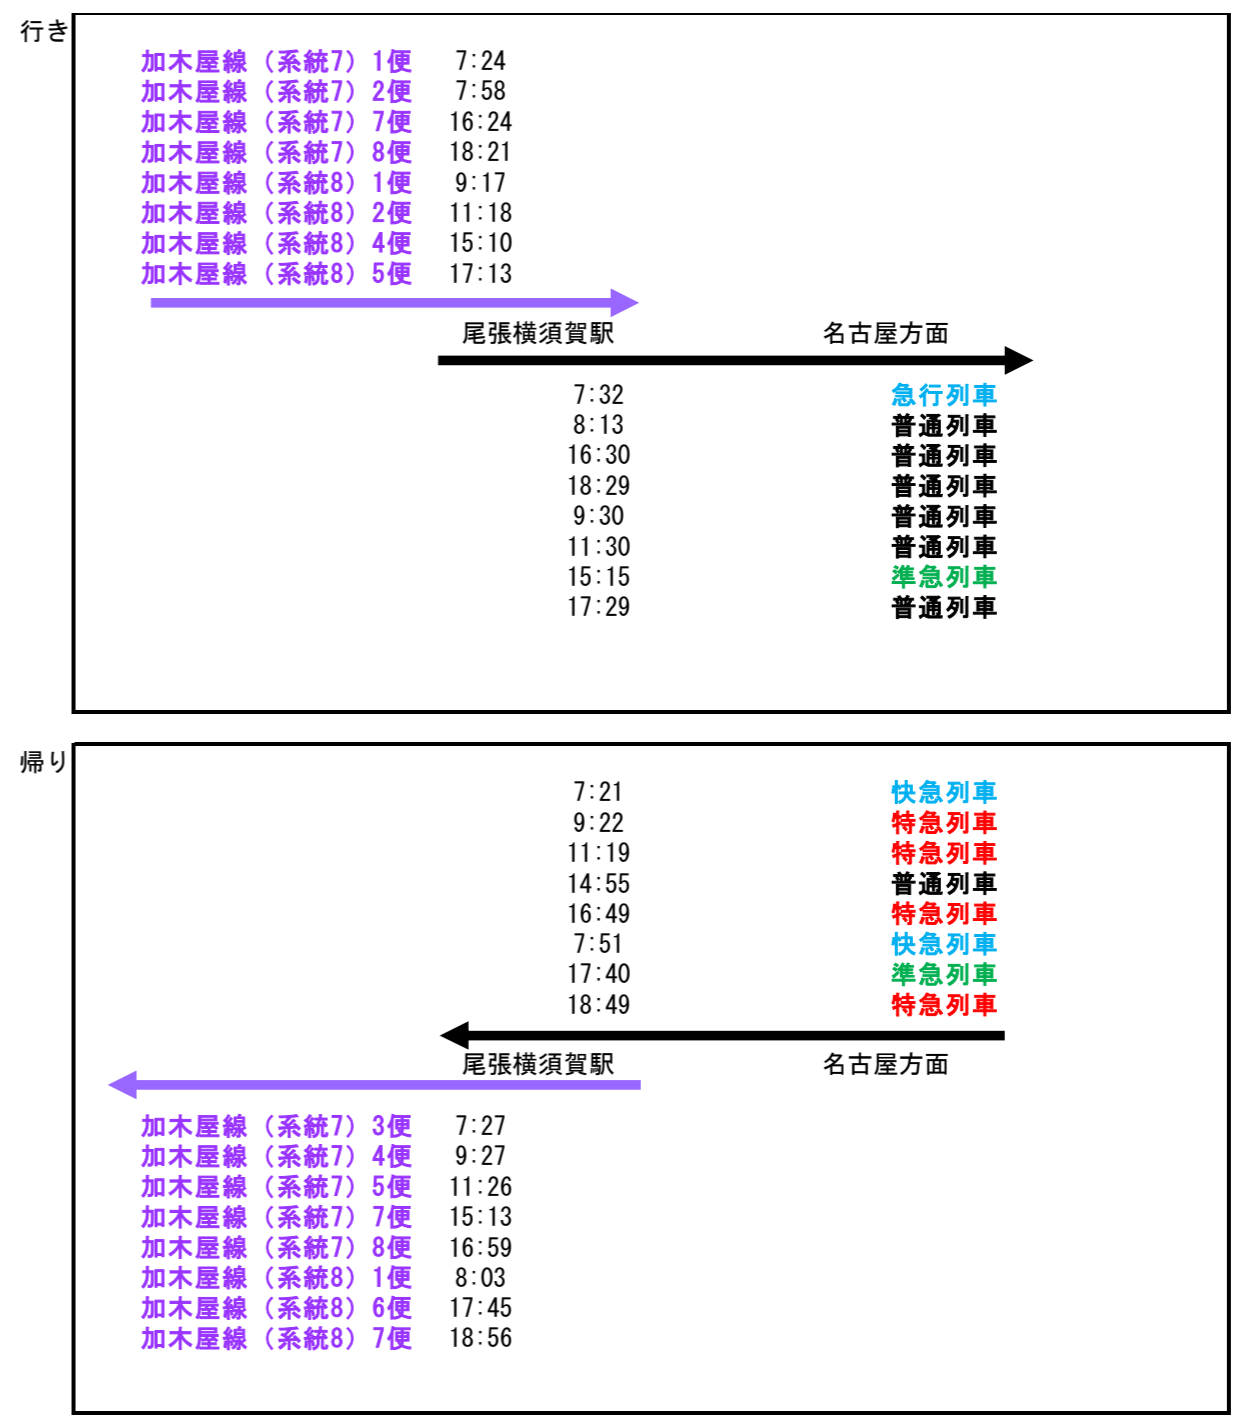 行き
加木屋線（系統7）1便 7:24
加木屋線（系統7）2便 7:58
加木屋線（系統7）7便 16:24
加木屋線（系統7）8便 18:21
加木屋線（系統8）1便 9:17
加木屋線（系統8）2便 11:18
加木屋線（系統8）4便 15:10
加木屋線（系統8）5便 17:13
尾張横須賀駅 名古屋方面
7:32 急行列車
8:13 普通列車
16:30 普通列車
18:29 普通列車
9:30 普通列車
11:30 普通列車
15:15 準急列車
17:29 普通列車
帰り
7:21 快急列車
9:22 特急列車
11:19 特急列車
14:55 普通列車
16:49 特急列車
7:51 快急列車
17:40 準急列車
18:49 特急列車
尾張横須賀駅 名古屋方面
加木屋線（系統7）3便 7:27
加木屋線（系統7）4便 9:27
加木屋線（系統7）5便 11:26
加木屋線（系統7）7便 15:13
加木屋線（系統7）8便 16:59
加木屋線（系統8）1便 8:03
加木屋線（系統8）6便 17:45
加木屋線（系統8）7便 18:56